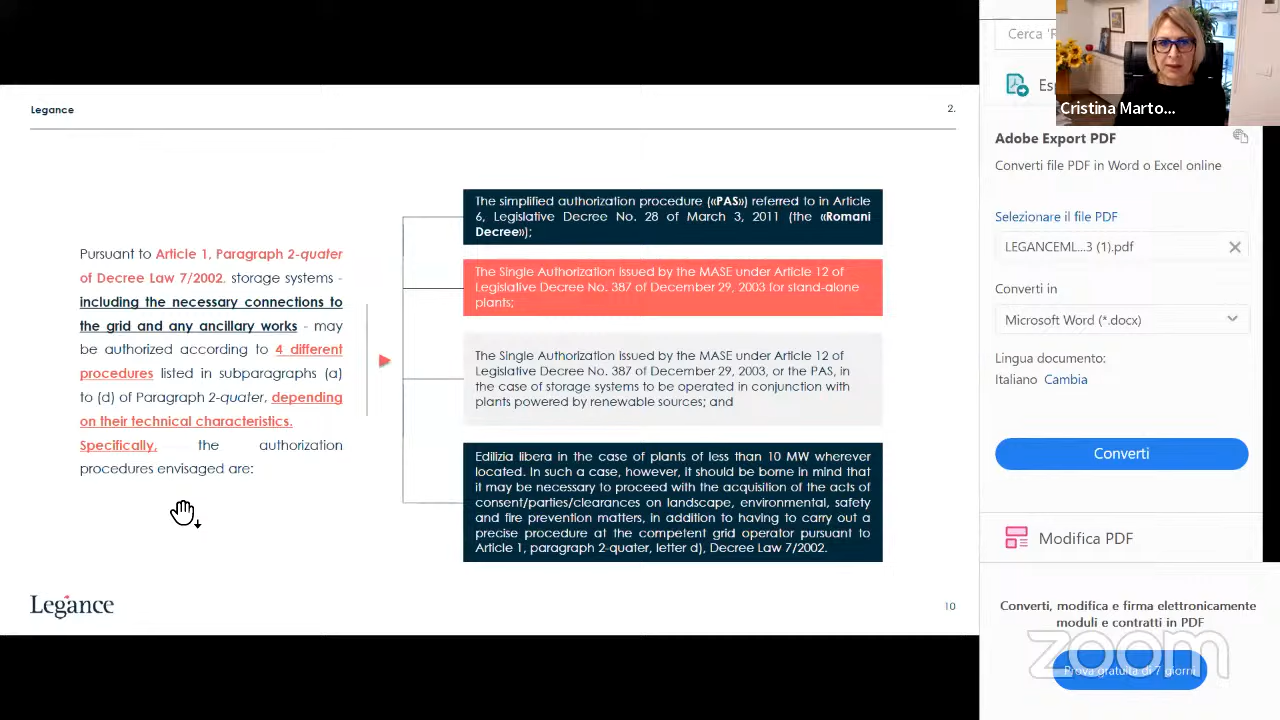 Legance
2.
Pursuant to Article 1, Paragraph 2-quater
of Decree Law 7/2002, storage systems -
including the necessary connections to
the grid and any ancillary works - may
be authorized according to 4 different
procedures listed in subparagraphs (a)
to (d) of Paragraph 2-quater, depending
on their technical characteristics.
Specifically, the authorization
procedures envisaged are:
The simplified authorization procedure («PAS») referred to in Article
6, Legislative Decree No. 28 of March 3, 2011 (the «Romani
Decree»);
The Single Authorization issued by the MASE under Article 12 of
Legislative Decree No. 387 of December 29, 2003 for stand-alone
plants;
The Single Authorization issued by the MASE under Article 12 of
Legislative Decree No. 387 of December 29, 2003, or the PAS, in
the case of storage systems to be operated in conjunction with
plants powered by renewable sources; and
Edilizia libera in the case of plants of less than 10 MW wherever
located. In such a case, however, it should be borne in mind that
it may be necessary to proceed with the acquisition of the acts of
consent/parties/clearances on landscape, environmental, safety
and fire prevention matters, in addition to having to carry out a
precise procedure at the competent grid operator pursuant to
Article 1, paragraph 2-quater, letter d), Decree Law 7/2002.
Legance
10
Cerca
Cristina Marto...
Adobe Export PDF
Converti file PDF in Word o Excel online
Selezionare il file PDF
LEGANCEML...3 (1).pdf
Converti in
Microsoft Word (*.docx)
Lingua documento:
Italiano Cambia
Converti
Modifica PDF
Converti, modifica e firma elettronicamente
moduli e contratti in PDF
zoom
Prova gratuita di 7 giorni